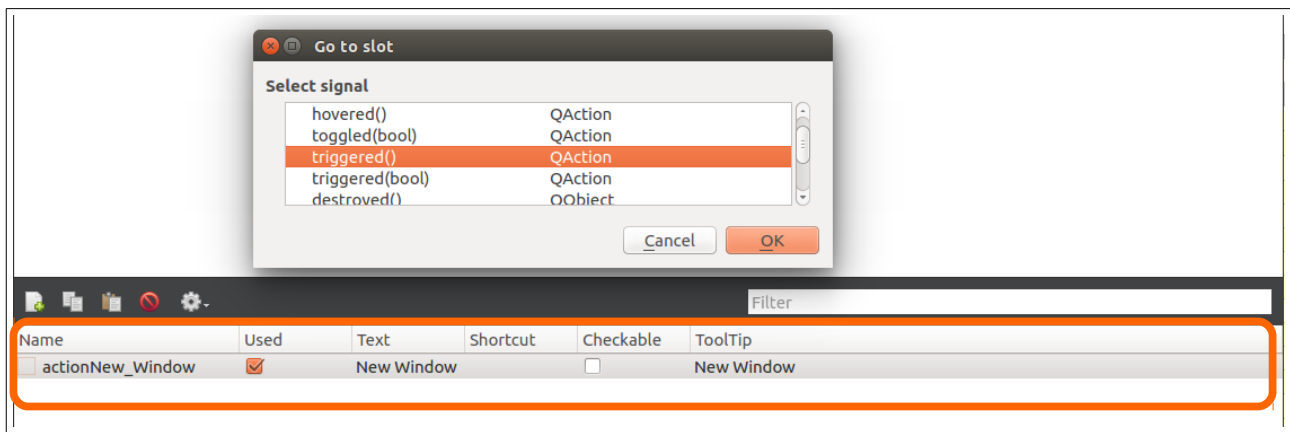 Go to slot
Select signal
hovered() QAction
toggled(bool) QAction
triggered() QAction
triggered(bool) QAction
destroyed() QObject
Cancel OK
Filter
Name Used Text Shortcut Checkable ToolTip
actionNew_Window New Window New Window